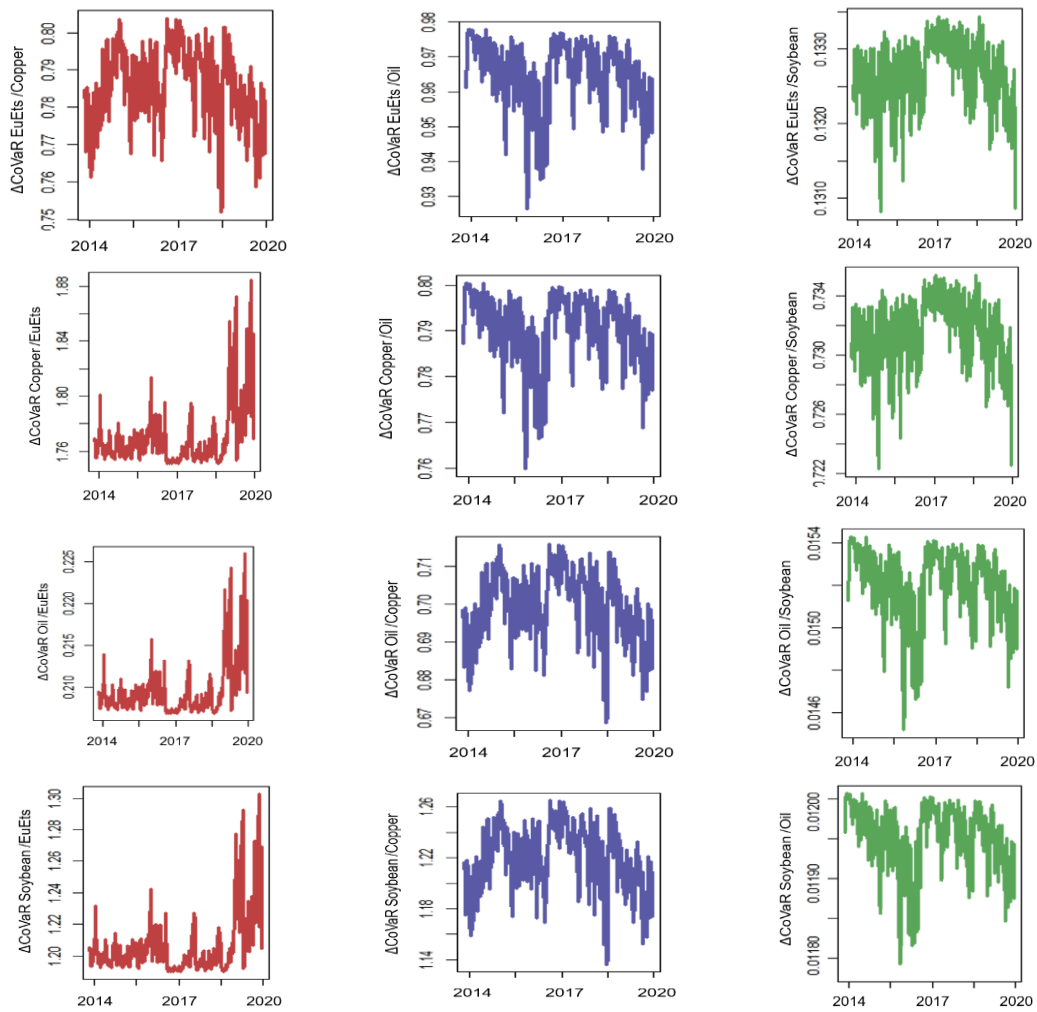 ΔCoVaR EuEts /Copper
0.80
0.79
0.78
0.77
0.76
0.75
2014 2017 2020
ΔCoVaR EuEts /Oil
0.98
0.97
0.96
0.95
0.94
0.93
2014 2017 2020
ΔCoVaR EuEts /Soybean
0.1330
0.1320
0.1310
2014 2017 2020
ΔCoVaR Copper /EuEts
1.88
1.84
1.80
1.76
2014 2017 2020
ΔCoVaR Copper /Oil
0.80
0.79
0.78
0.77
0.76
2014 2017 2020
ΔCoVaR Copper /Soybean
0.734
0.730
0.726
0.722
2014 2017 2020
ΔCoVaR Oil /EuEts
0.225
0.220
0.215
0.210
2014 2017 2020
ΔCoVaR Oil /Copper
0.71
0.70
0.69
0.68
0.67
2014 2017 2020
ΔCoVaR Oil /Soybean
0.0154
0.0150
0.0146
2014 2017 2020
ΔCoVaR Soybean /EuEts
1.30
1.28
1.26
1.24
1.22
1.20
2014 2017 2020
ΔCoVaR Soybean /Copper
1.26
1.22
1.18
1.14
2014 2017 2020
ΔCoVaR Soybean /Oil
0.01200
0.01190
0.01180
2014 2017 2020